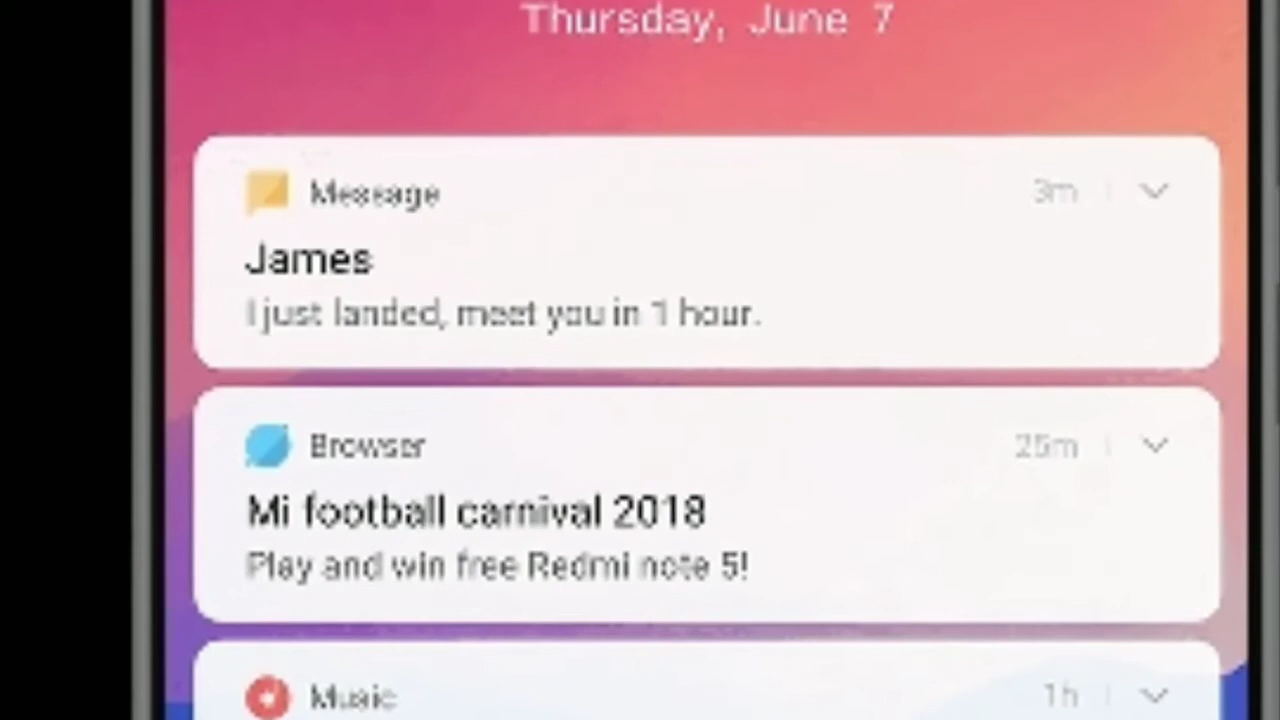 Thursday, June 7
Message 3m
James
I just landed, meet you in 1 hour.
Browser 25m
Mi football carnival 2018
Play and win free Redmi note 5!
Music 1h